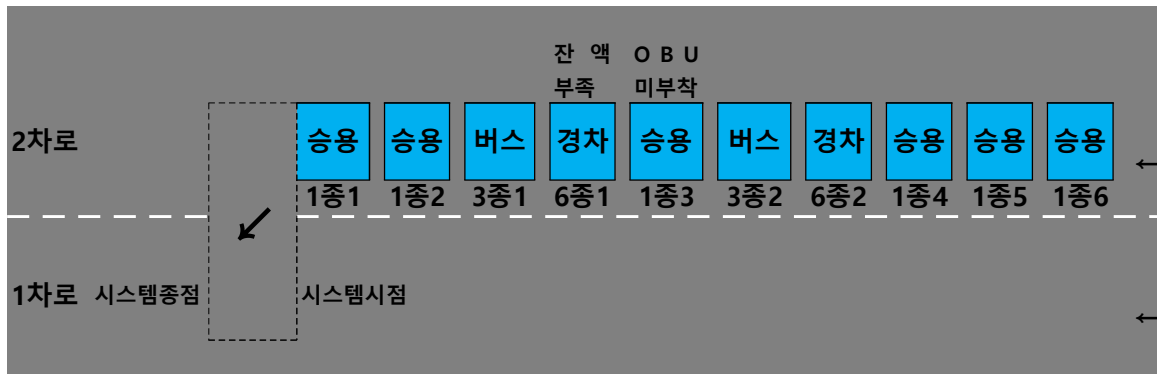 잔 액 O B U
부족 미부착
2차로 승용 승용 버스 경차 승용 버스 경차 승용 승용 승용
1종1 1종2 3종1 6종1 1종3 3종2 6종2 1종4 1종5 1종6
1차로 시스템종점 시스템시점